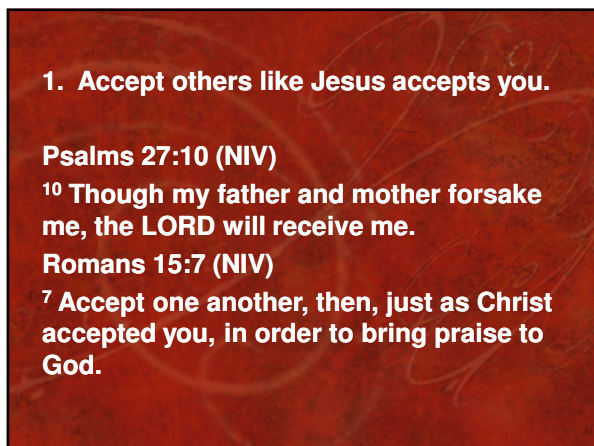 1. Accept others like Jesus accepts you.
Psalms 27:10 (NIV)
10 Though my father and mother forsake
me, the LORD will receive me.
Romans 15:7 (NIV)
7 Accept one another, then, just as Christ
accepted you, in order to bring praise to
God.